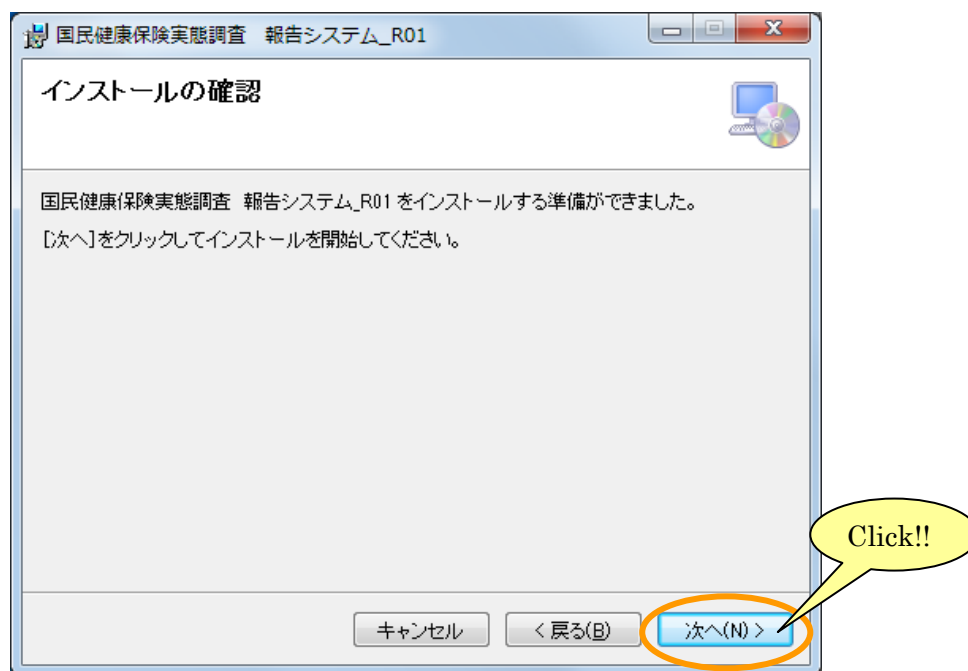 国民健康保険実態調査　報告システム_R01
インストールの確認
国民健康保険実態調査　報告システム_R01 をインストールする準備ができました。
[次へ]をクリックしてインストールを開始してください。
Click!!
キャンセル
< 戻る(B)
次へ(N) >